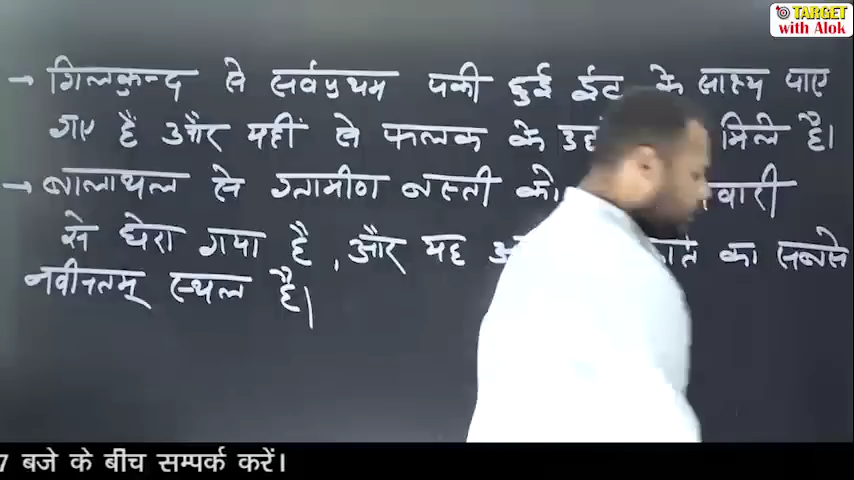 TARGET
with Alok
→ गिलकुन्द से सर्वप्रथम पकी हुई ईंट के साक्ष्य पाए
गए हैं और यहीं से फलक के मिले है।
→ बालाथल से ग्रामीण बस्ती को
से घेरा गया है , और यह का सबसे
नवीनतम् स्थल है।
7 बजे के बीच सम्पर्क करें।